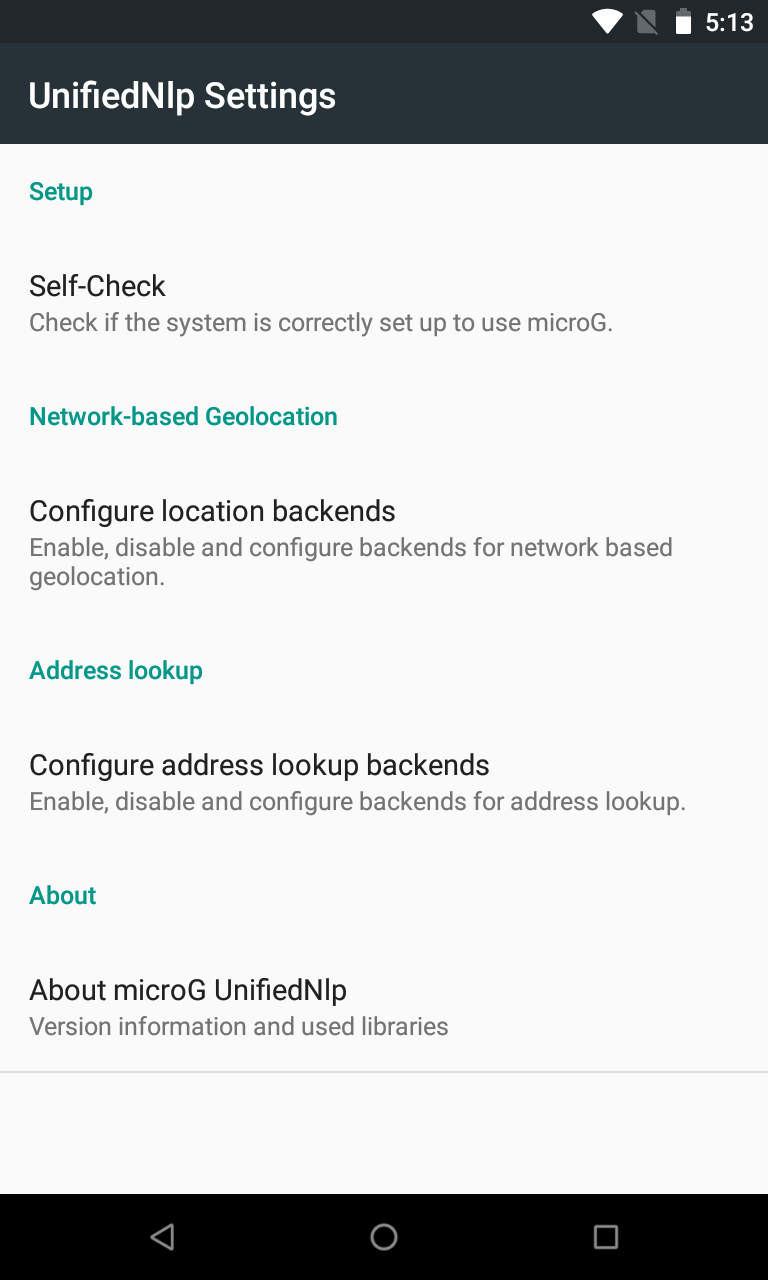 5:13
UnifiedNlp Settings
Setup
Self-Check
Check if the system is correctly set up to use microG.
Network-based Geolocation
Configure location backends
Enable, disable and configure backends for network based
geolocation.
Address lookup
Configure address lookup backends
Enable, disable and configure backends for address lookup.
About
About microG UnifiedNlp
Version information and used libraries